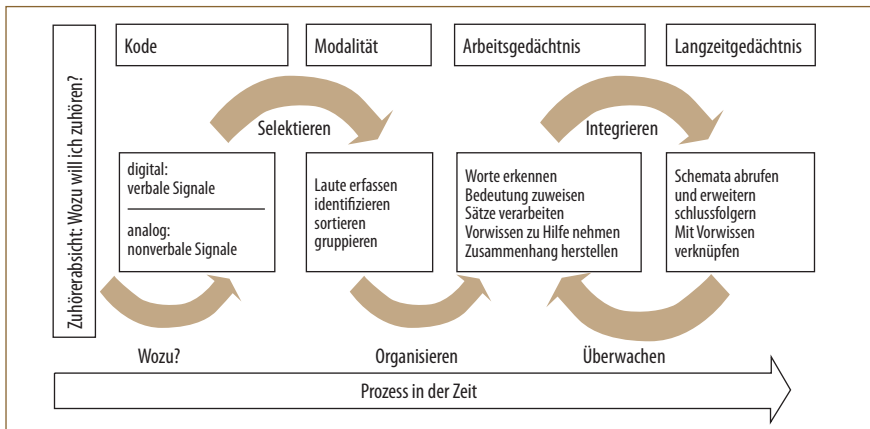 Zuhörerabsicht: Wozu will ich zuhören?
Kode
Modalität
Arbeitsgedächtnis
Langzeitgedächtnis
Selektieren
Integrieren
digital:
verbale Signale
analog:
nonverbale Signale
Laute erfassen
identifizieren
sortieren
gruppieren
Worte erkennen
Bedeutung zuweisen
Sätze verarbeiten
Vorwissen zu Hilfe nehmen
Zusammenhang herstellen
Schemata abrufen
und erweitern
schlussfolgern
Mit Vorwissen
verknüpfen
Wozu?
Organisieren
Überwachen
Prozess in der Zeit